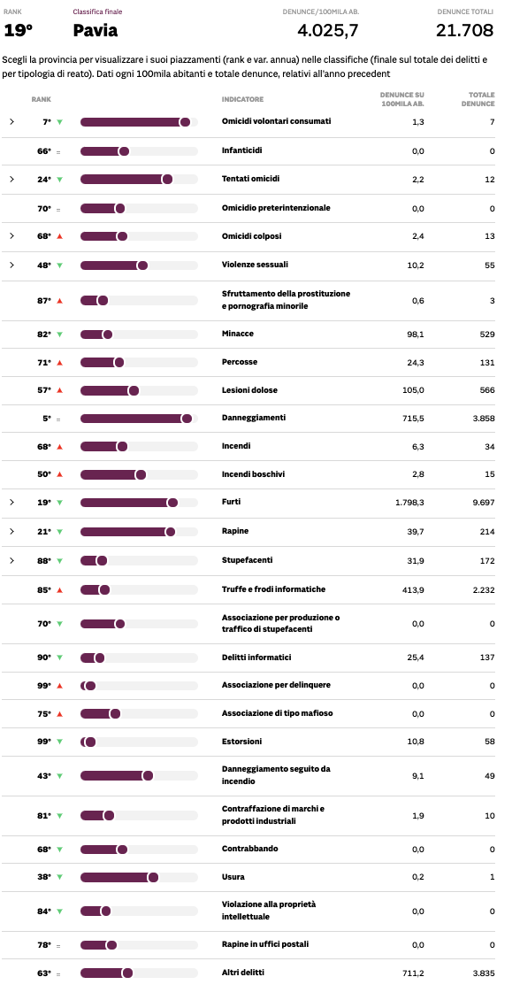 RANK
Classifica finale
DENUNCE/100MILA AB.
DENUNCE TOTALI
19°
Pavia
4.025,7
21.708
Scegli la provincia per visualizzare i suoi piazzamenti (rank e var. annua) nelle classifiche (finale sul totale dei delitti e
per tipologia di reato). Dati ogni 100mila abitanti e totale denunce, relativi all'anno precedent
RANK INDICATORE DENUNCE SU TOTALE
100MILA AB. DENUNCE
7° Omicidi volontari consumati 1,3 7
66° = Infanticidi 0,0 0
24° Tentati omicidi 2,2 12
70° = Omicidio preterintenzionale 0,0 0
68° Omicidi colposi 2,4 13
48° Violenze sessuali 10,2 55
Sfruttamento della prostituzione
87° e pornografia minorile 0,6 3
82° Minacce 98,1 529
71° Percosse 24,3 131
57° Lesioni dolose 105,0 566
5° = Danneggiamenti 715,5 3.858
68° Incendi 6,3 34
50° Incendi boschivi 2,8 15
19° Furti 1.798,3 9.697
21° Rapine 39,7 214
88° Stupefacenti 31,9 172
85° Truffe e frodi informatiche 413,9 2.232
Associazione per produzione o
70° traffico di stupefacenti 0,0 0
90° Delitti informatici 25,4 137
99° Associazione per delinquere 0,0 0
75° Associazione di tipo mafioso 0,0 0
99° Estorsioni 10,8 58
Danneggiamento seguito da
43° incendio 9,1 49
Contraffazione di marchi e
81° prodotti industriali 1,9 10
68° Contrabbando 0,0 0
38° Usura 0,2 1
Violazione alla proprietà
84° intellettuale 0,0 0
78° = Rapine in uffici postali 0,0 0
63° = Altri delitti 711,2 3.835